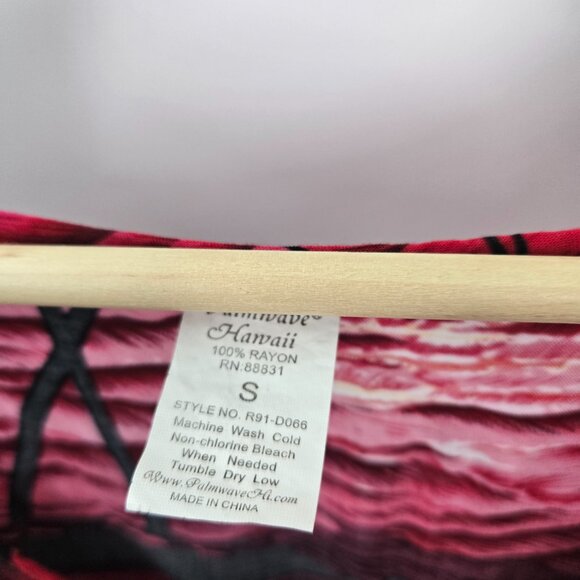 Palmwave®
Hawaii
100% RAYON
RN:88831
S
STYLE NO. R91-D066
Machine Wash Cold
Non-chlorine Bleach
When Needed
Tumble Dry Low
Www.PalmwaveHi.com
MADE IN CHINA